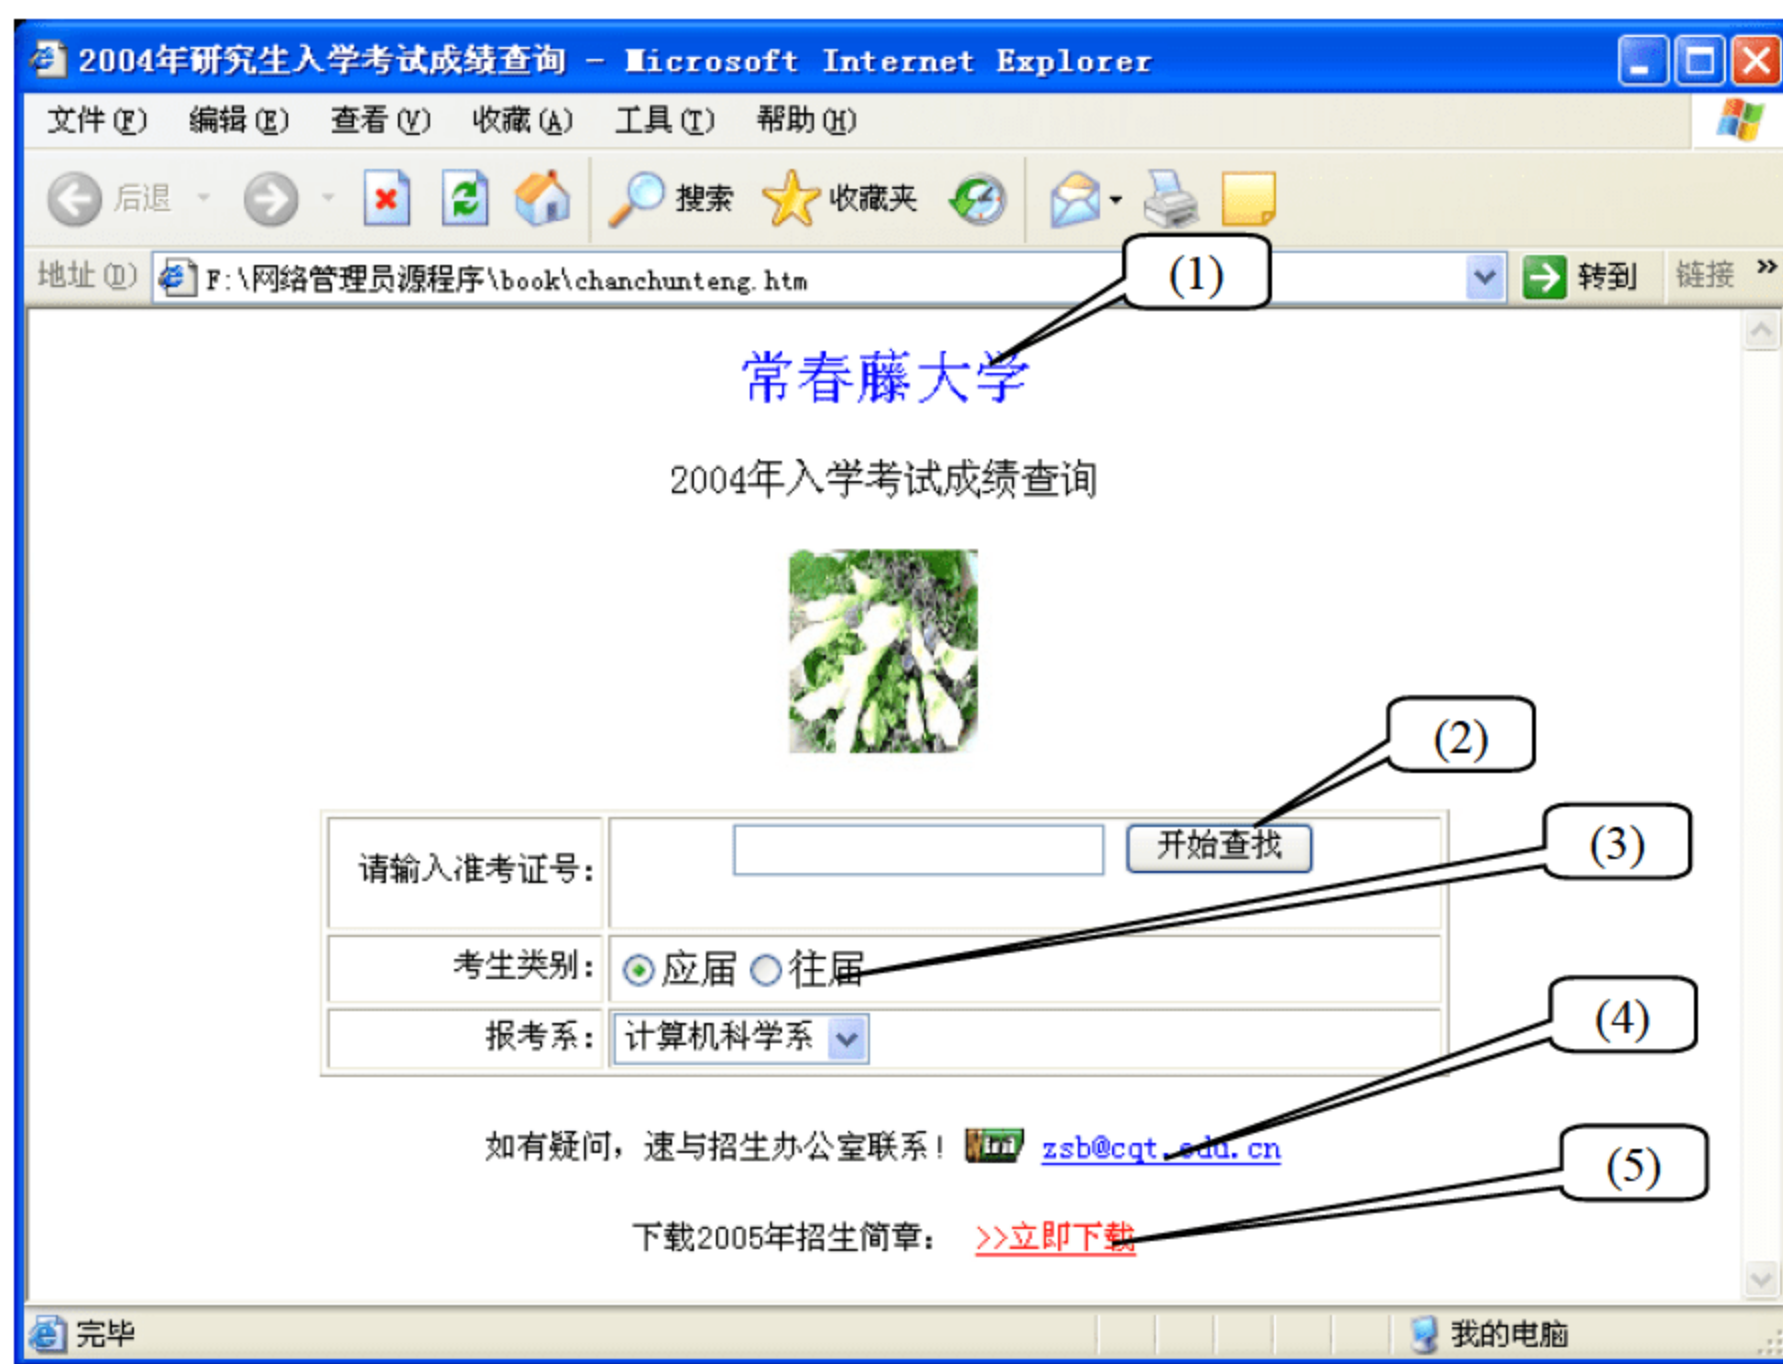 2004年研究生入学考试成绩查询 - Microsoft Internet Explorer
文件(F) 编辑(E) 查看(V) 收藏(A) 工具(T) 帮助(H)
后退 搜索 收藏夹
地址(D) F:\网络管理员源程序\book\chanchunteng.htm 转到 链接 »
(1)
常春藤大学
2004年入学考试成绩查询
(2)
请输入准考证号: 开始查找
(3)
考生类别: 应届 往届
报考系: 计算机科学系
(4)
如有疑问，速与招生办公室联系! zsb@cqt.edu.cn
(5)
下载2005年招生简章: >>立即下载
完毕 我的电脑